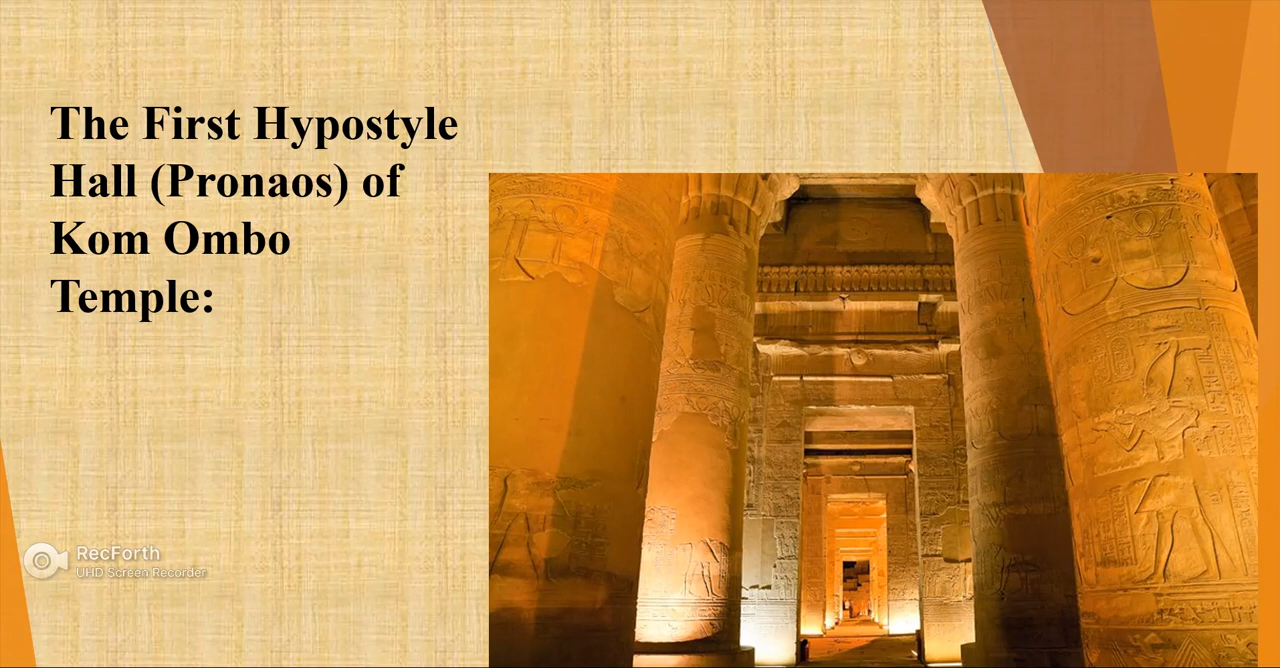 The First Hypostyle
Hall (Pronaos) of
Kom Ombo
Temple:
RecForth
UHD Screen Recorder